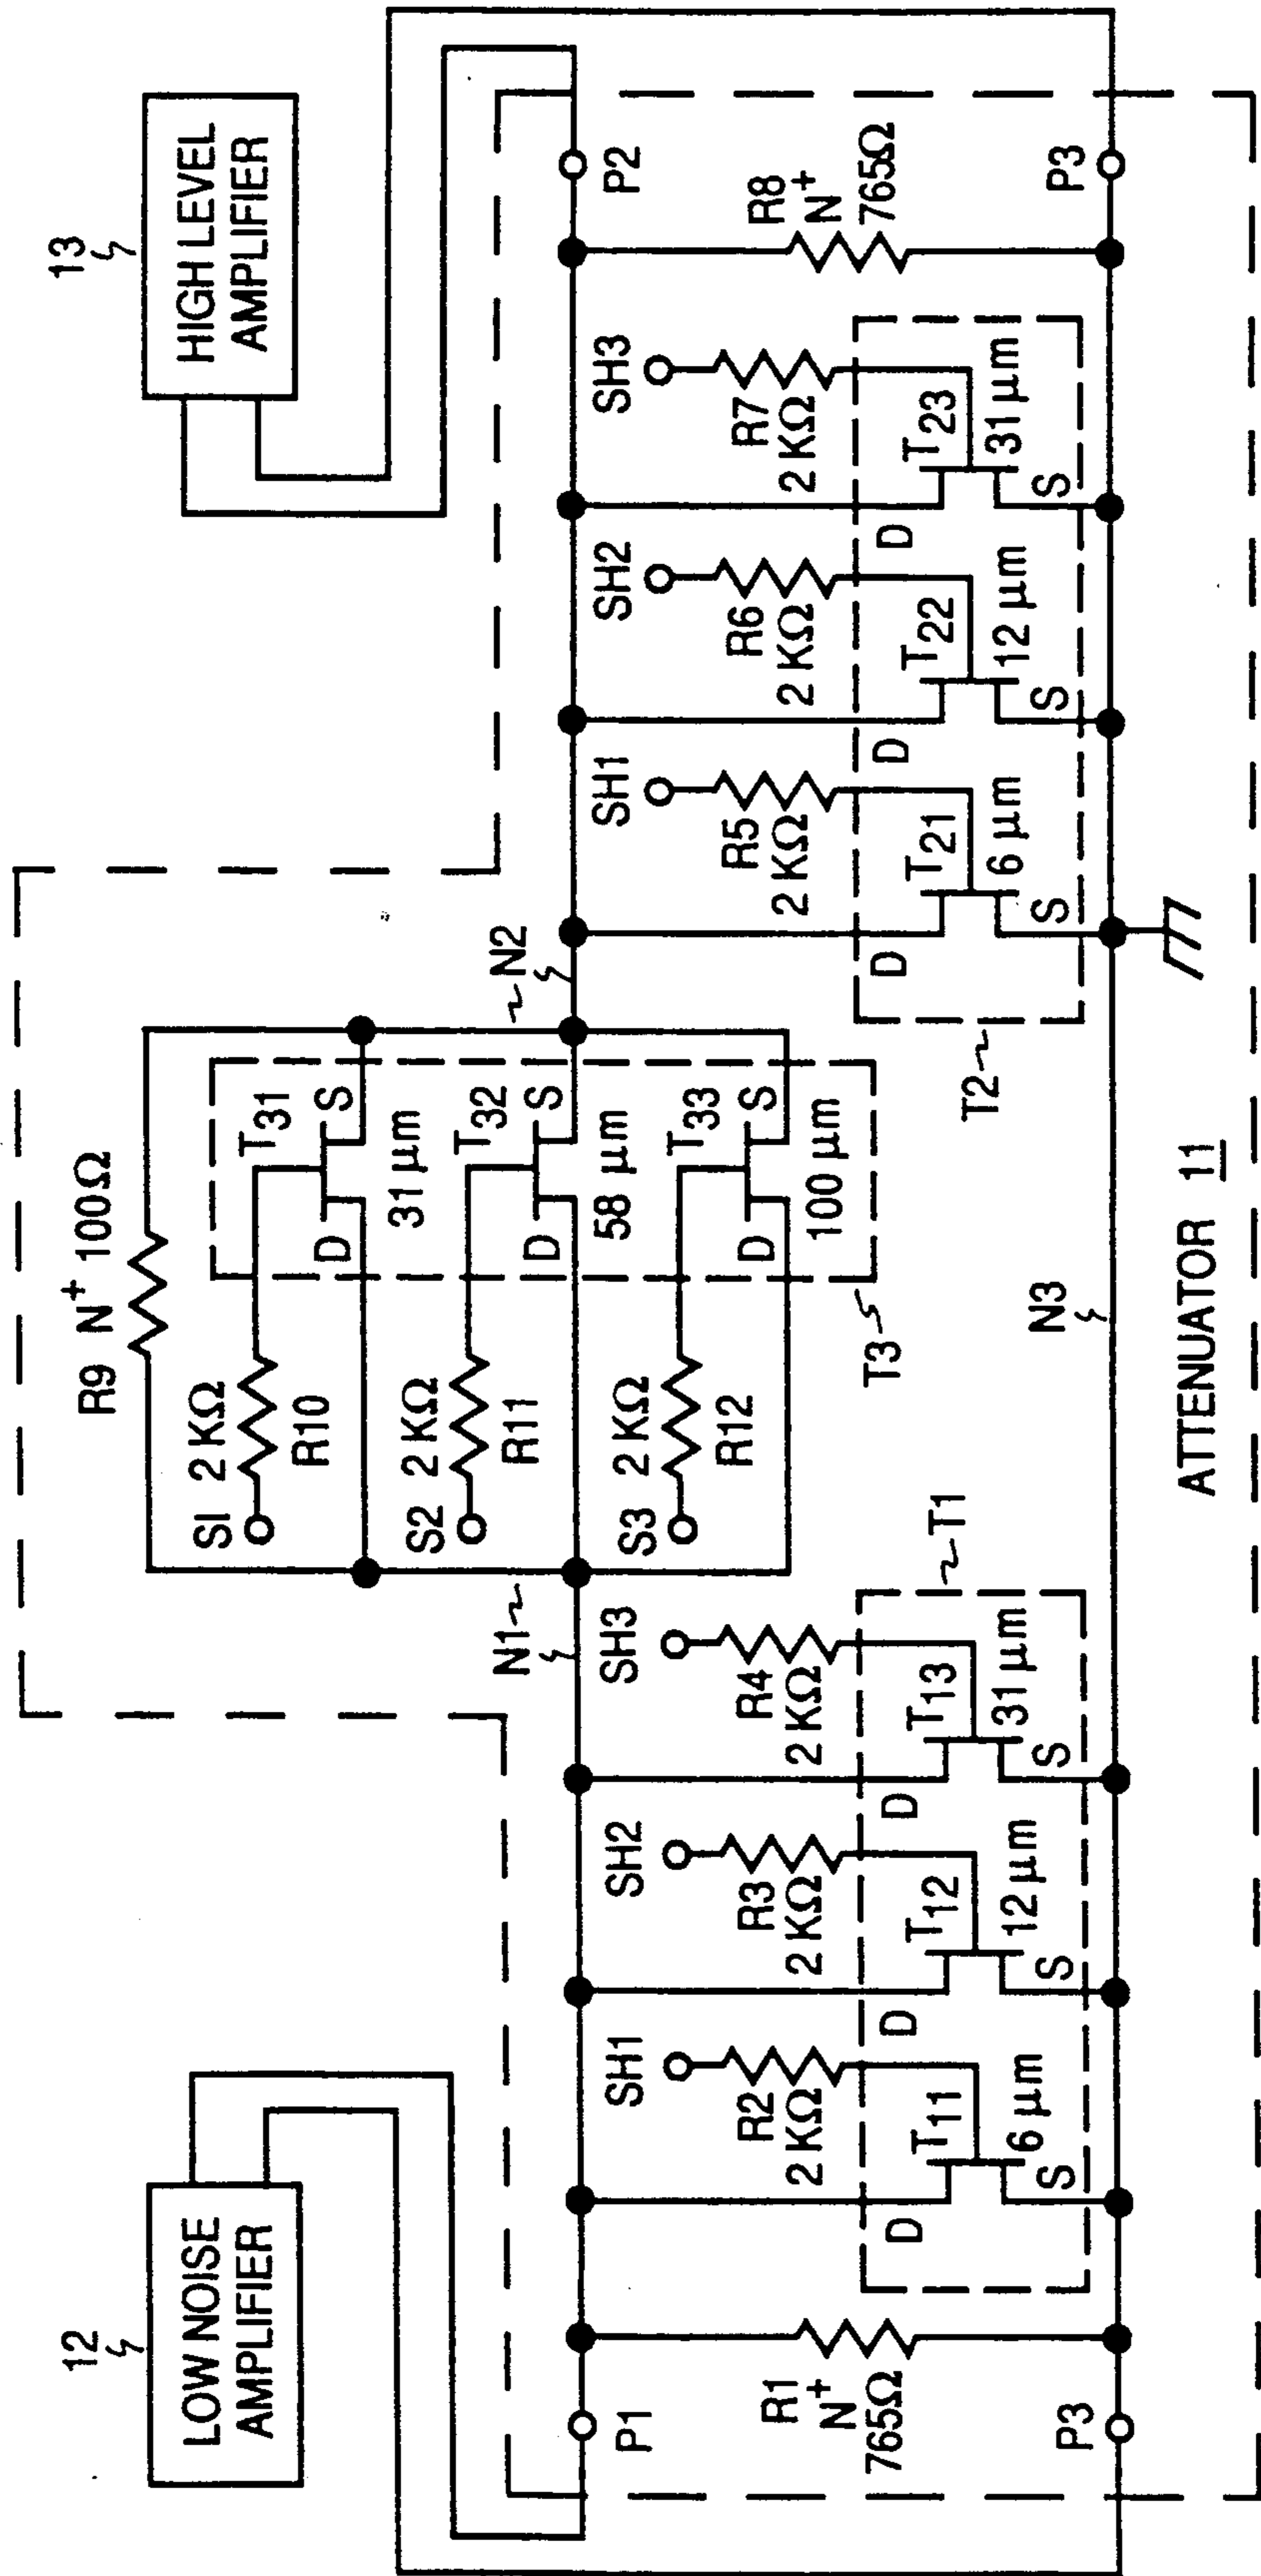 12
LOW NOISE
AMPLIFIER
13
HIGH LEVEL
AMPLIFIER
R9 N+ 100Ω
SI
2 KΩ
R10
T31
D
S
31 µm
S2
2 KΩ
R11
T32
D
S
58 µm
S3
2 KΩ
R12
T33
D
S
100 µm
T3
N1
N2
P1
R1
N+
765Ω
P3
SH1
R2
2 KΩ
D
T11
6 µm
S
SH2
R3
2 KΩ
D
T12
12 µm
S
SH3
R4
2 KΩ
D
T13
31 µm
S
T1
N3
T2
SH1
R5
2 KΩ
D
T21
6 µm
S
SH2
R6
2 KΩ
D
T22
12 µm
S
SH3
R7
2 KΩ
D
T23
31 µm
S
R8
N+
765Ω
P2
P3
ATTENUATOR 11